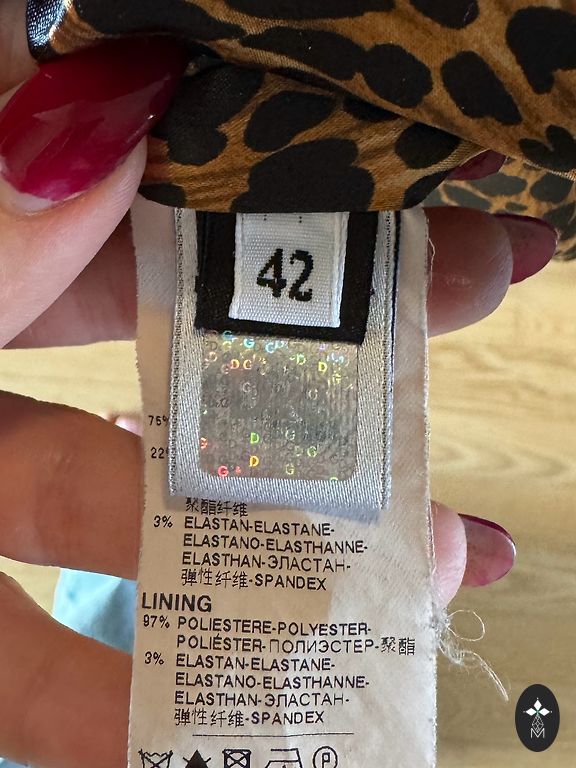 42
75%
22%
聚酯纤维
3% ELASTAN-ELASTANE-
ELASTANO-ELASTHANNE-
ELASTHAN-ЭЛАСТАН-
弹性纤维-SPANDEX
LINING
97% POLIESTERE-POLYESTER-
POLIÉSTER-ПОЛИЭСТЕР-聚酯
3% ELASTAN-ELASTANE-
ELASTANO-ELASTHANNE-
ELASTHAN-ЭЛАСТАН-
弹性纤维-SPANDEX
P
M